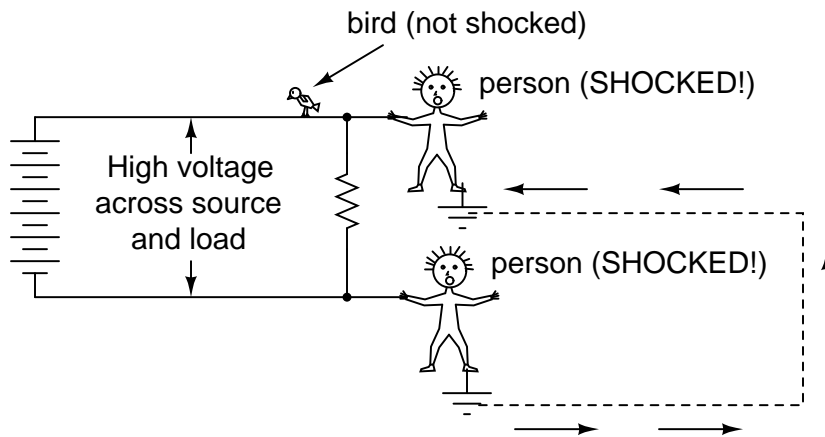 bird (not shocked)
person (SHOCKED!)
High voltage
across source
and load
person (SHOCKED!)